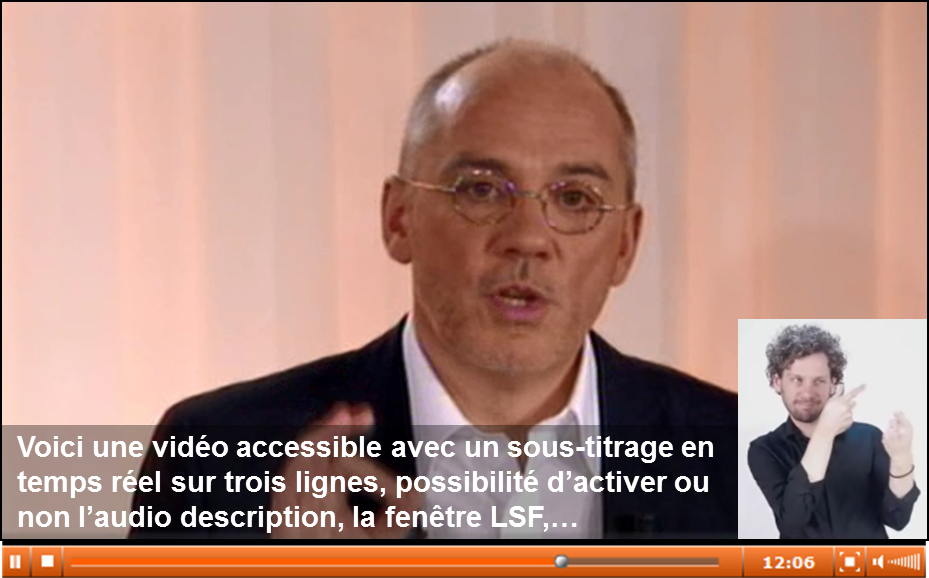 Voici une vidéo accessible avec un sous-titrage en
temps réel sur trois lignes, possibilité d’activer ou
non l’audio description, la fenêtre LSF,…
12:06